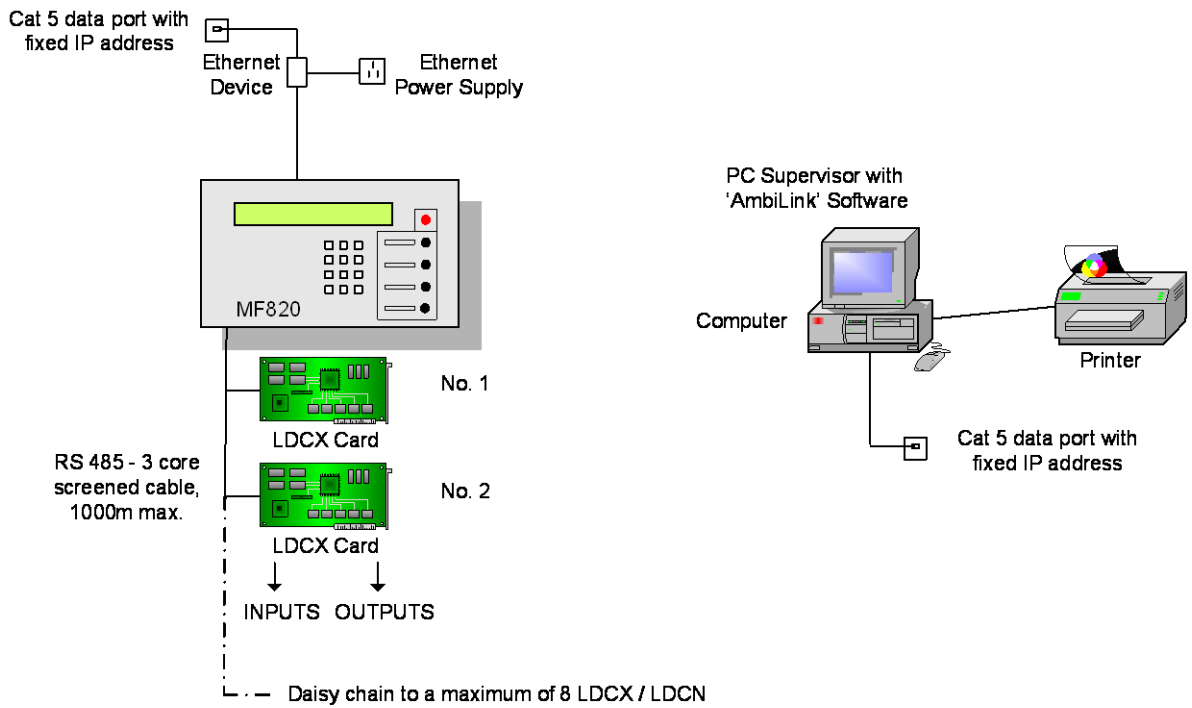 Cat 5 data port with
fixed IP address
Ethernet
Device
Ethernet
Power Supply
MF820
No. 1
LDCX Card
RS 485 - 3 core
screened cable,
1000m max.
No. 2
LDCX Card
INPUTS OUTPUTS
Daisy chain to a maximum of 8 LDCX / LDCN
PC Supervisor with
'AmbiLink' Software
Computer
Printer
Cat 5 data port with
fixed IP address